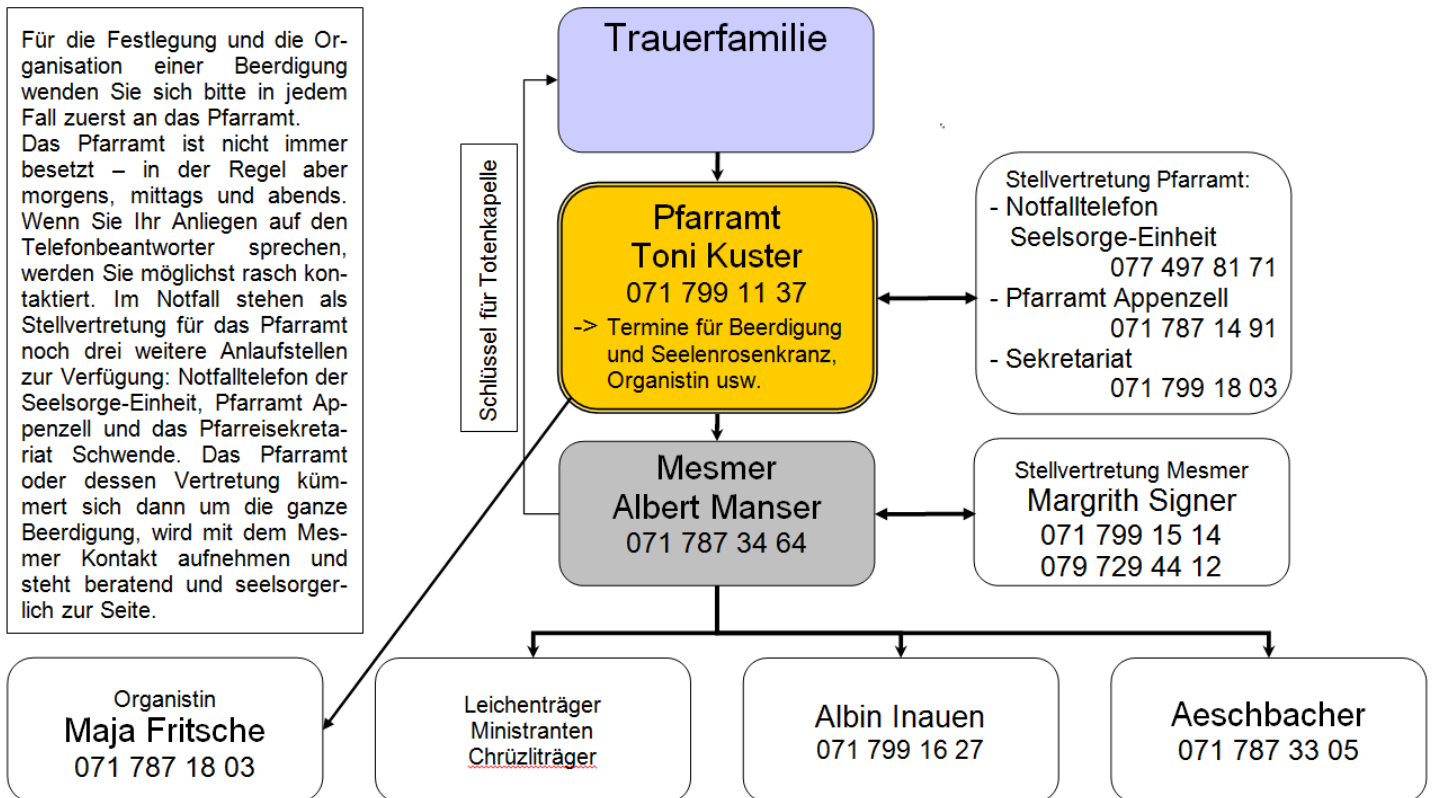 Für die Festlegung und die Or-
ganisation einer Beerdigung
wenden Sie sich bitte in jedem
Fall zuerst an das Pfarramt.
Das Pfarramt ist nicht immer
besetzt – in der Regel aber
morgens, mittags und abends.
Wenn Sie Ihr Anliegen auf den
Telefonbeantworter sprechen,
werden Sie möglichst rasch kon-
taktiert. Im Notfall stehen als
Stellvertretung für das Pfarramt
noch drei weitere Anlaufstellen
zur Verfügung: Notfalltelefon der
Seelsorge-Einheit, Pfarramt Ap-
penzell und das Pfarreisekreta-
riat Schwende. Das Pfarramt
oder dessen Vertretung küm-
mert sich dann um die ganze
Beerdigung, wird mit dem Mes-
mer Kontakt aufnehmen und
steht beratend und seelsorger-
lich zur Seite.
Trauerfamilie
Schlüssel für Totenkapelle
Pfarramt
Toni Kuster
071 799 11 37
-> Termine für Beerdigung
und Seelenrosenkranz,
Organistin usw.
Stellvertretung Pfarramt:
- Notfalltelefon
Seelsorge-Einheit
077 497 81 71
- Pfarramt Appenzell
071 787 14 91
- Sekretariat
071 799 18 03
Mesmer
Albert Manser
071 787 34 64
Stellvertretung Mesmer
Margrith Signer
071 799 15 14
079 729 44 12
Organistin
Maja Fritsche
071 787 18 03
Leichenträger
Ministranten
Chrüzliträger
Albin Inauen
071 799 16 27
Aeschbacher
071 787 33 05